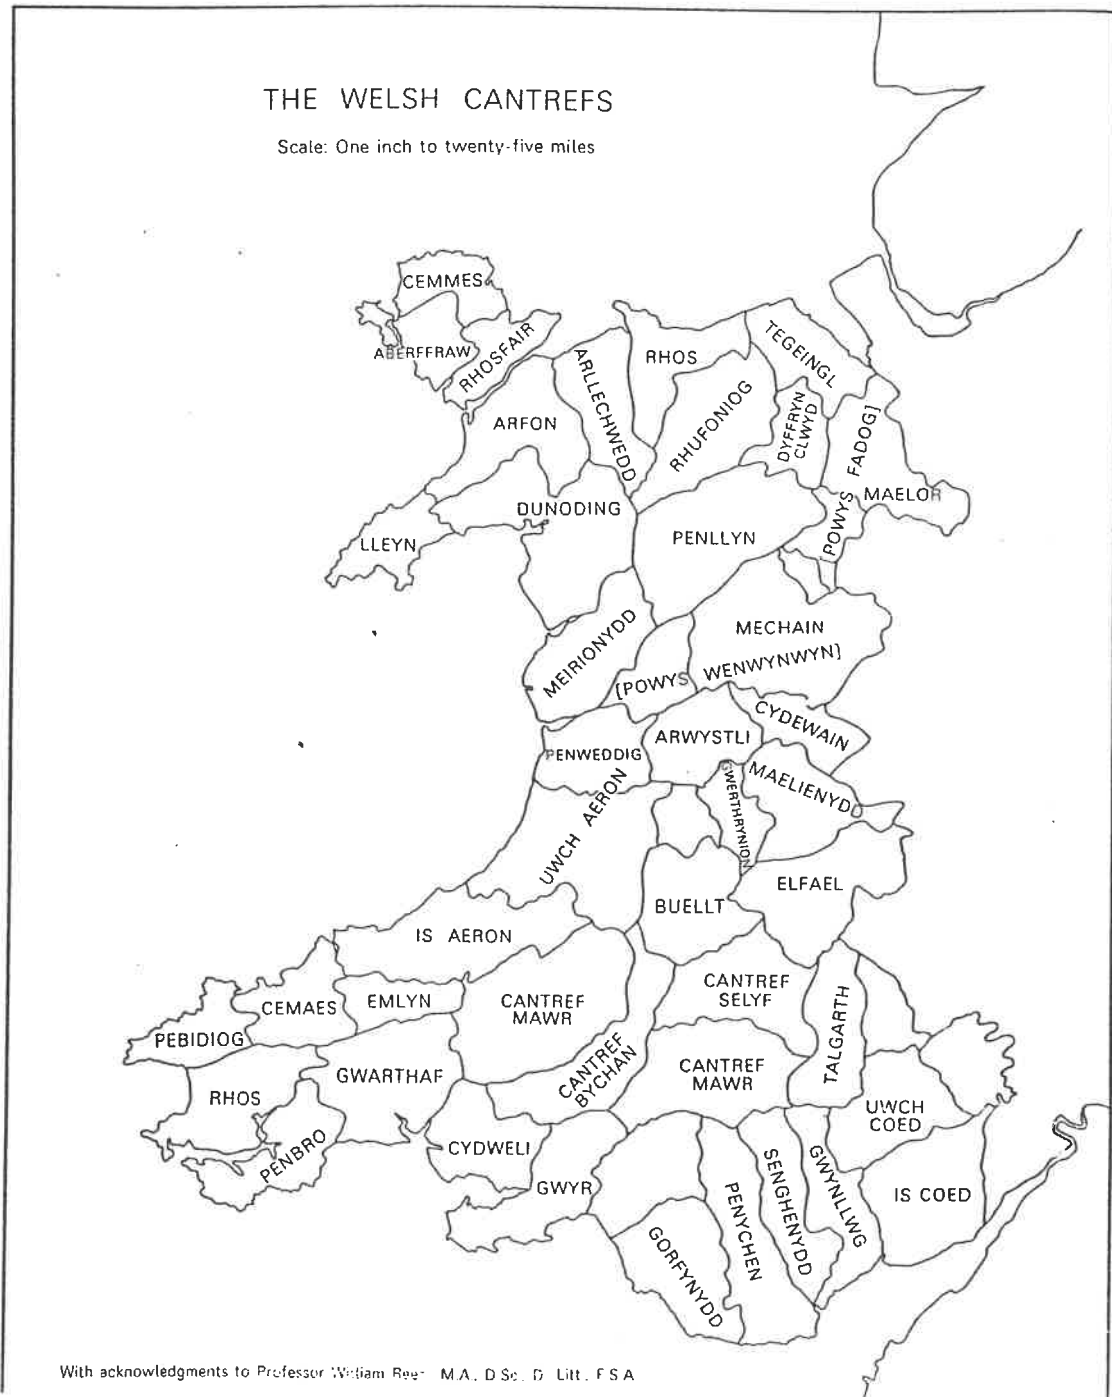 THE WELSH CANTREFS
Scale: One inch to twenty-five miles
CEMMES
ABERFFRAW
RHOSFAIR
ARLLECHWEDD
RHOS
TEGEINGL
ARFON
RHUFONIOG
DYFFRYN
CLWYD
[POWYS FADOG]
MAELOR
DUNODING
LLEYN
PENLLYN
MEIRIONYDD
MECHAIN
[POWYS WENWYNWYN]
CYDEWAIN
ARWYSTLI
PENWEDDIG
GWERTHRYNION
MAELIENYDD
UWCH AERON
ELFAEL
BUELLT
IS AERON
CANTREF
SELYF
CEMAES
EMLYN
CANTREF
MAWR
PEBIDIOG
TALGARTH
CANTREF
BYCHAN
CANTREF
MAWR
GWARTHAF
RHOS
UWCH
COED
PENBRO
CYDWELI
GWYR
PENYCHEN
SENGHENYDD
GWYNLLWG
IS COED
GORFYNYDD
With acknowledgments to Professor William Rees M.A. D.Sc. D. Litt. F.S.A